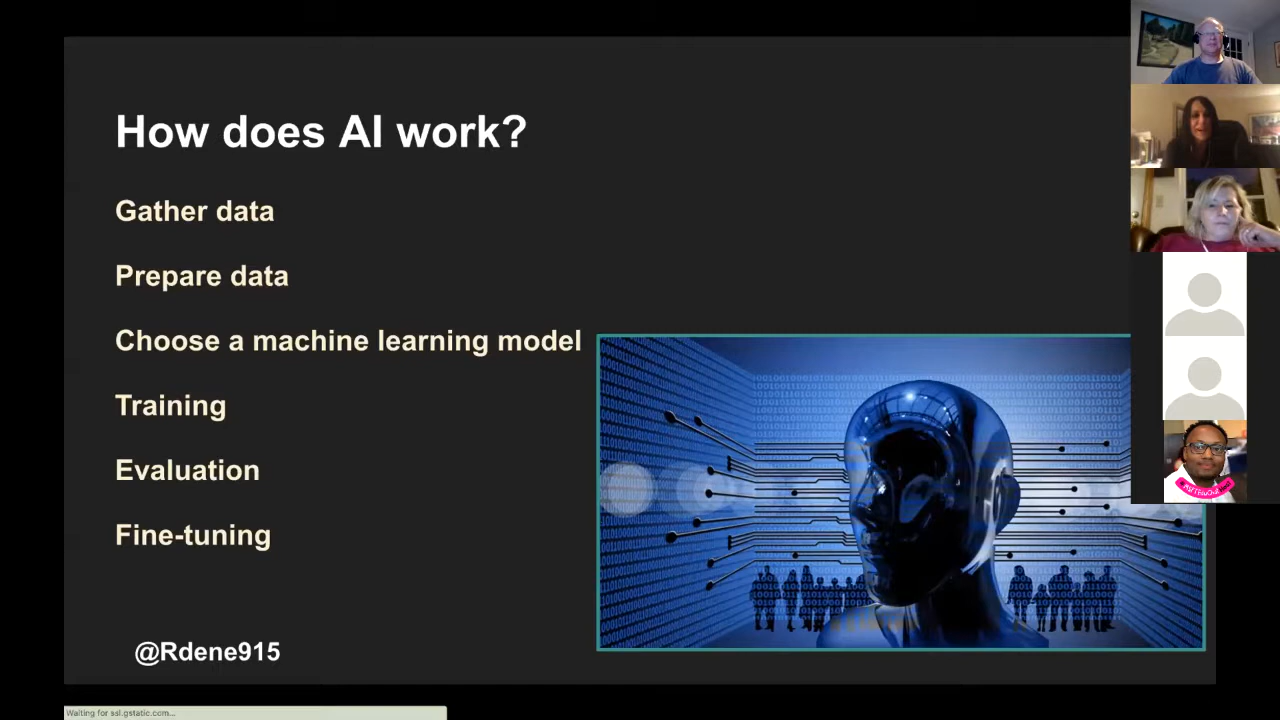 How does AI work?
Gather data
Prepare data
Choose a machine learning model
Training
Evaluation
Fine-tuning
@Rdene915
Waiting for ssl.gstatic.com...